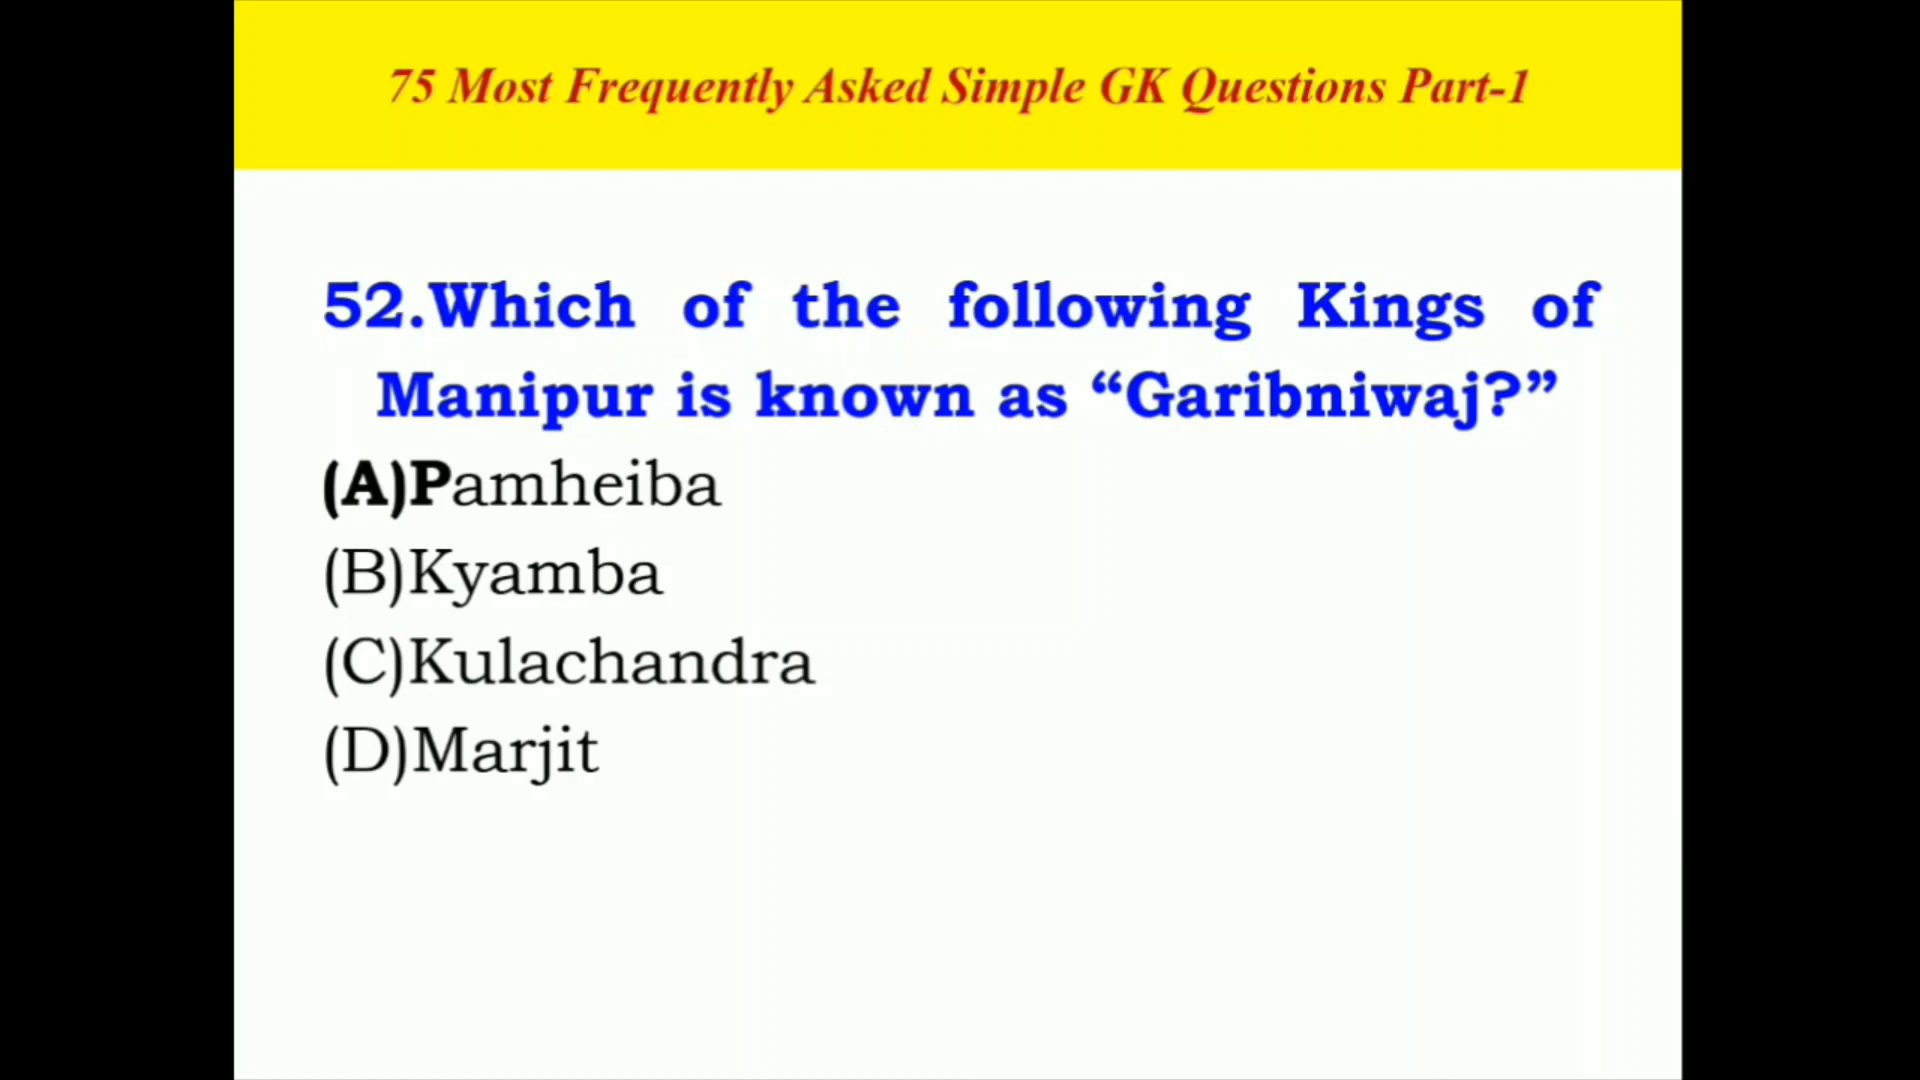 75 Most Frequently Asked Simple GK Questions Part-1
52.Which of the following Kings of
Manipur is known as “Garibniwaj?”
(A)Pamheiba
(B)Kyamba
(C)Kulachandra
(D)Marjit